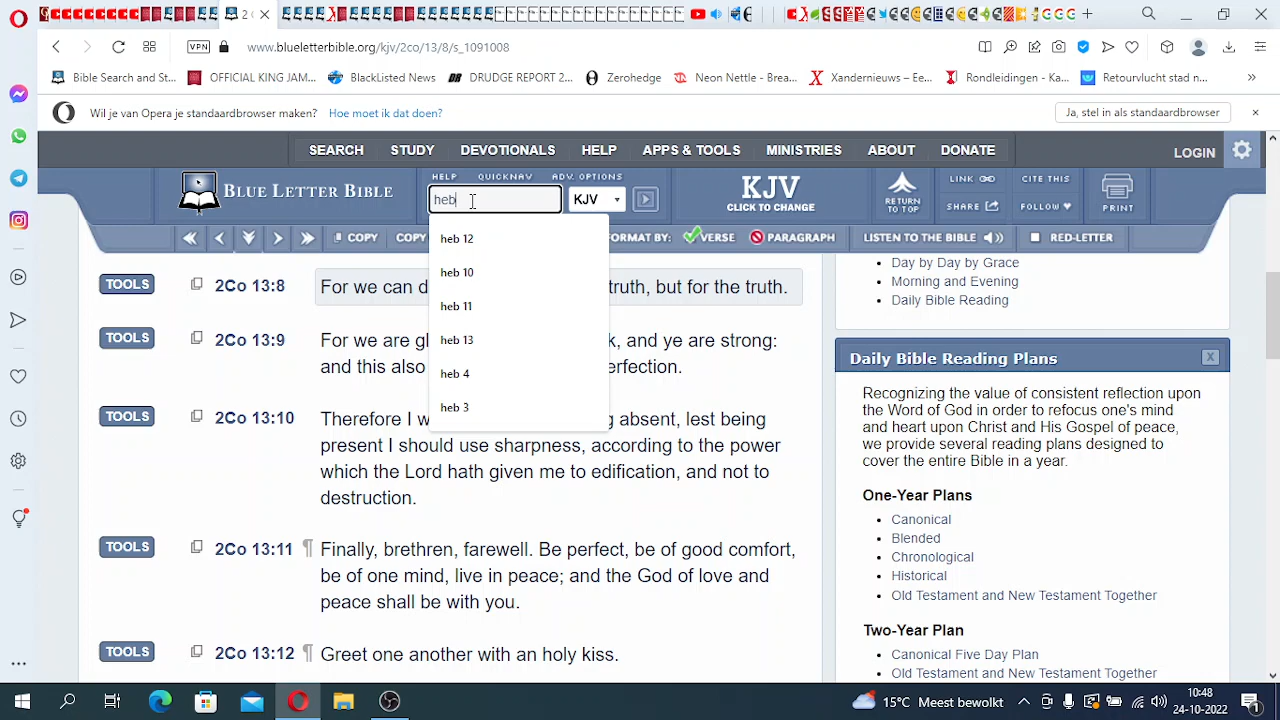 2 (
www.blueletterbible.org/kjv/2co/13/8/s_1091008
VPN
Bible Search and St...
OFFICIAL KING JAM...
BlackListed News
DRUDGE REPORT 2...
Zerohedge
Neon Nettle - Brea...
Xandernieuws – Ee...
Rondleidingen - Ka...
Retourvlucht stad n...
Wil je van Opera je standaardbrowser maken?
Hoe moet ik dat doen?
Ja, stel in als standaardbrowser
SEARCH
STUDY
DEVOTIONALS
HELP
APPS & TOOLS
MINISTRIES
ABOUT
DONATE
LOGIN
BLUE LETTER BIBLE
HELP
QUICKNAV
ADV. OPTIONS
heb
KJV
KJV
CLICK TO CHANGE
RETURN
TO TOP
LINK
CITE THIS
SHARE
FOLLOW
PRINT
COPY
COPY
FORMAT BY:
VERSE
PARAGRAPH
LISTEN TO THE BIBLE
RED-LETTER
heb 12
heb 10
heb 11
heb 13
heb 4
heb 3
TOOLS
2Co 13:8
For we can d
truth, but for the truth.
TOOLS
2Co 13:9
For we are gl
k, and ye are strong:
and this also
erfection.
TOOLS
2Co 13:10
Therefore I w
g absent, lest being
present I should use sharpness, according to the power
which the Lord hath given me to edification, and not to
destruction.
TOOLS
2Co 13:11
¶ Finally, brethren, farewell. Be perfect, be of good comfort,
be of one mind, live in peace; and the God of love and
peace shall be with you.
TOOLS
2Co 13:12
¶ Greet one another with an holy kiss.
Day by Day by Grace
Morning and Evening
Daily Bible Reading
Daily Bible Reading Plans
X
Recognizing the value of consistent reflection upon
the Word of God in order to refocus one's mind
and heart upon Christ and His Gospel of peace,
we provide several reading plans designed to
cover the entire Bible in a year.
One-Year Plans
Canonical
Blended
Chronological
Historical
Old Testament and New Testament Together
Two-Year Plan
Canonical Five Day Plan
Old Testament and New Testament Together
15°C Meest bewolkt
10:48
24-10-2022
1